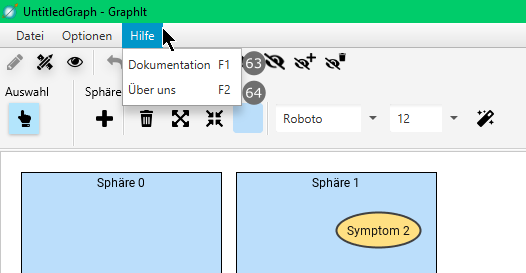 UntitledGraph - GraphIt
Datei Optionen Hilfe
Dokumentation F1 63
Über uns F2 64
Auswahl Sphäre
Roboto 12
Sphäre 0 Sphäre 1
Symptom 2